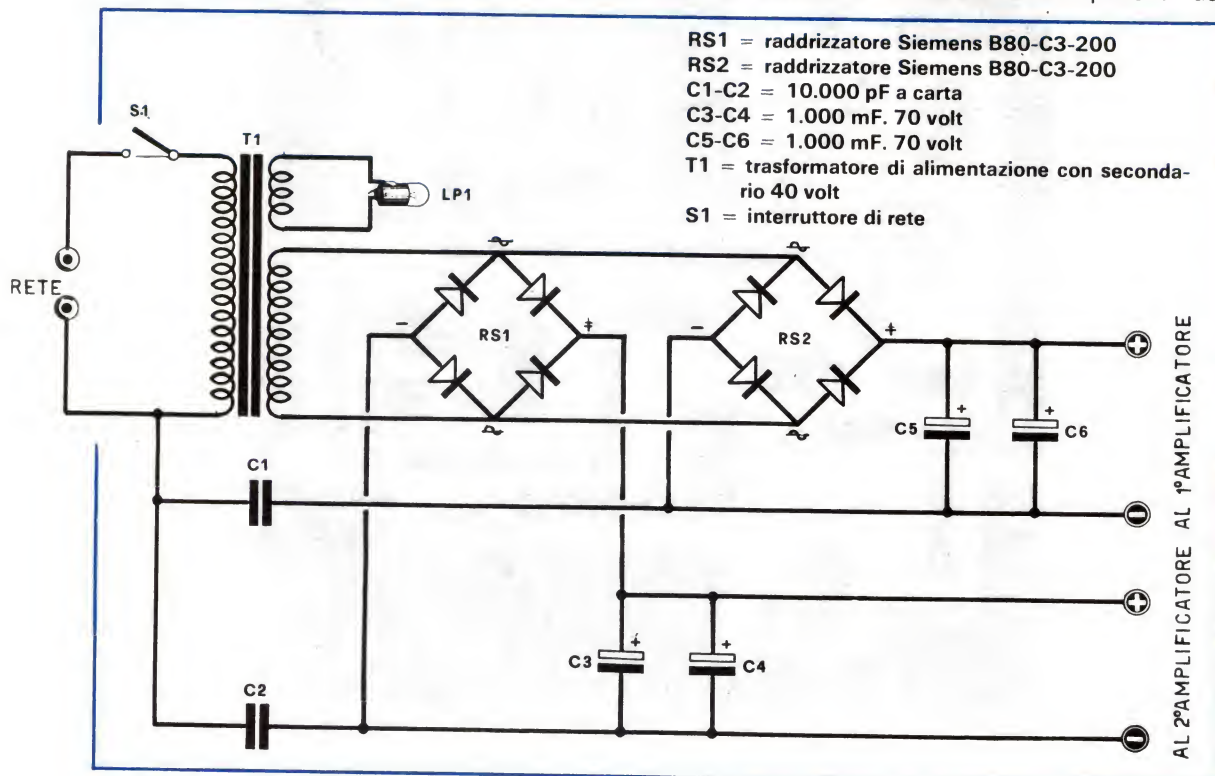 RS1 = raddrizzatore Siemens B80-C3-200
RS2 = raddrizzatore Siemens B80-C3-200
C1-C2 = 10.000 pF a carta
C3-C4 = 1.000 mF. 70 volt
C5-C6 = 1.000 mF. 70 volt
T1 = trasformatore di alimentazione con seconda-
rio 40 volt
S1 = interruttore di rete
S1
T1
LP1
RETE
RS1
RS2
- +
- +
C1
C5
+
C6
+
AL 1º AMPLIFICATORE
+
-
C2
C3
+
C4
+
AL 2º AMPLIFICATORE
+
-